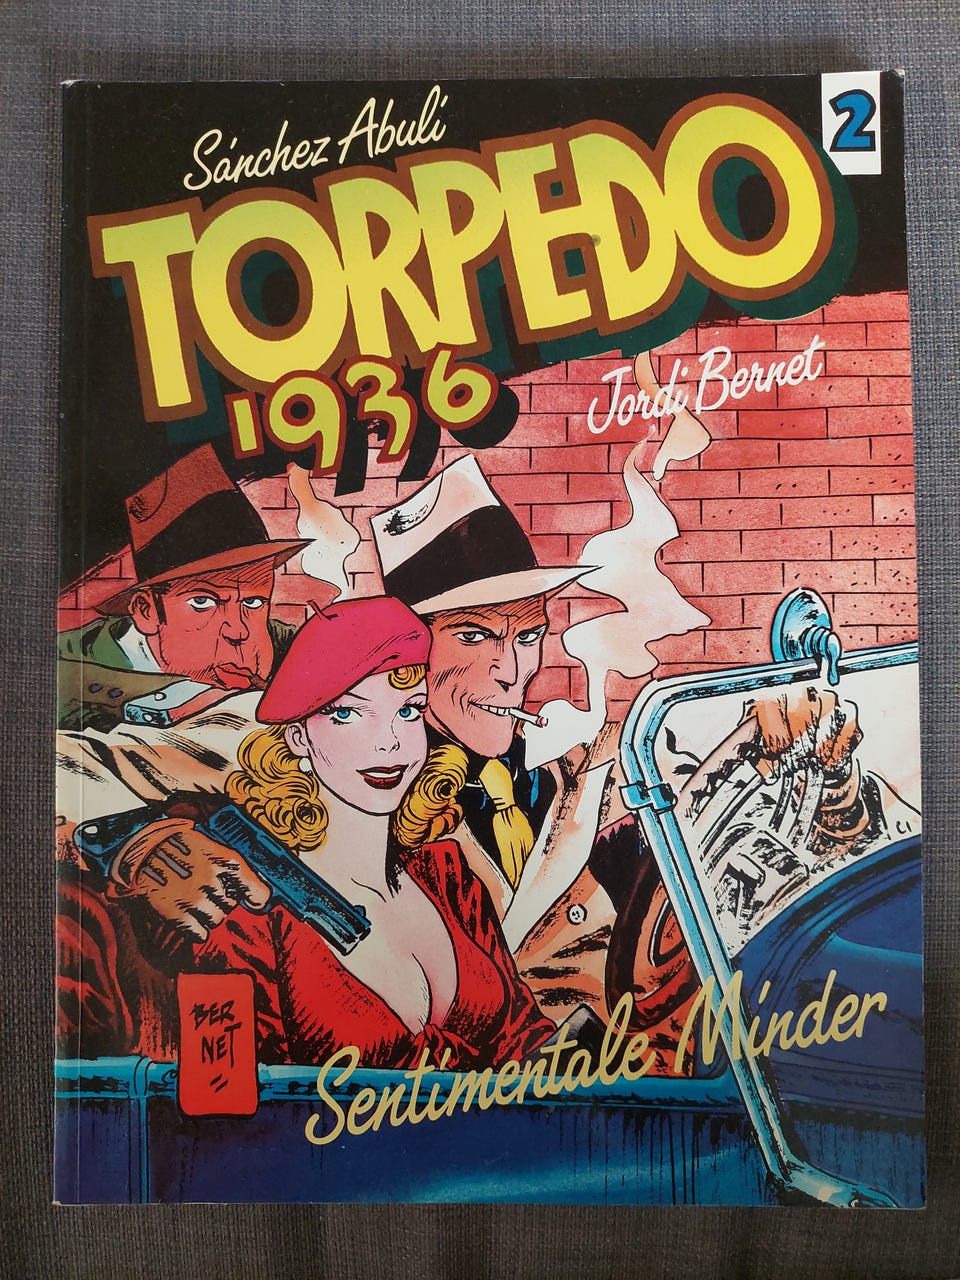 2
Sánchez Abulí
TORPEDO
1936
Jordi Bernet
BER
NET
Sentimentale Minder